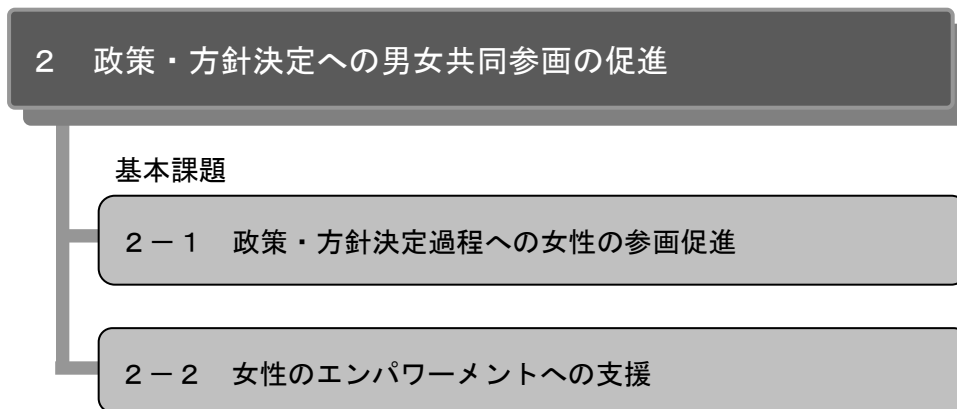 ２　政策・方針決定への男女共同参画の促進
基本課題
２－１　政策・方針決定過程への女性の参画促進
２－２　女性のエンパワーメントへの支援